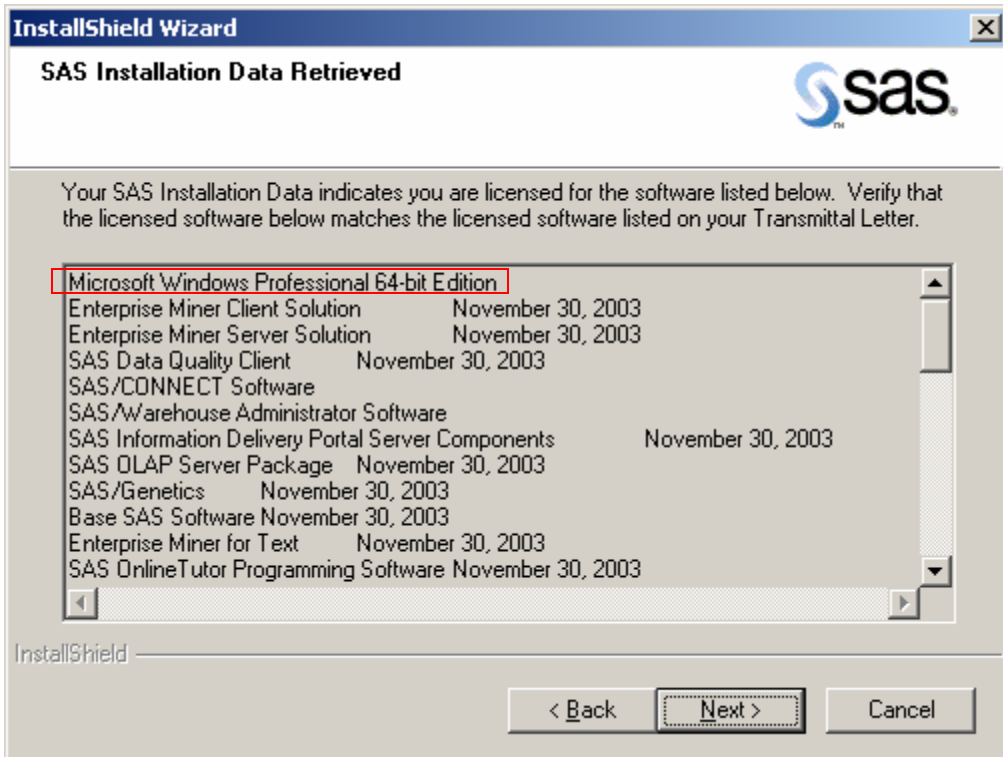 InstallShield Wizard
SAS Installation Data Retrieved
sas.
TM
Your SAS Installation Data indicates you are licensed for the software listed below. Verify that
the licensed software below matches the licensed software listed on your Transmittal Letter.
Microsoft Windows Professional 64-bit Edition
Enterprise Miner Client Solution November 30, 2003
Enterprise Miner Server Solution November 30, 2003
SAS Data Quality Client November 30, 2003
SAS/CONNECT Software
SAS/Warehouse Administrator Software
SAS Information Delivery Portal Server Components November 30, 2003
SAS OLAP Server Package November 30, 2003
SAS/Genetics November 30, 2003
Base SAS Software November 30, 2003
Enterprise Miner for Text November 30, 2003
SAS OnlineTutor Programming Software November 30, 2003
InstallShield
< Back Next > Cancel